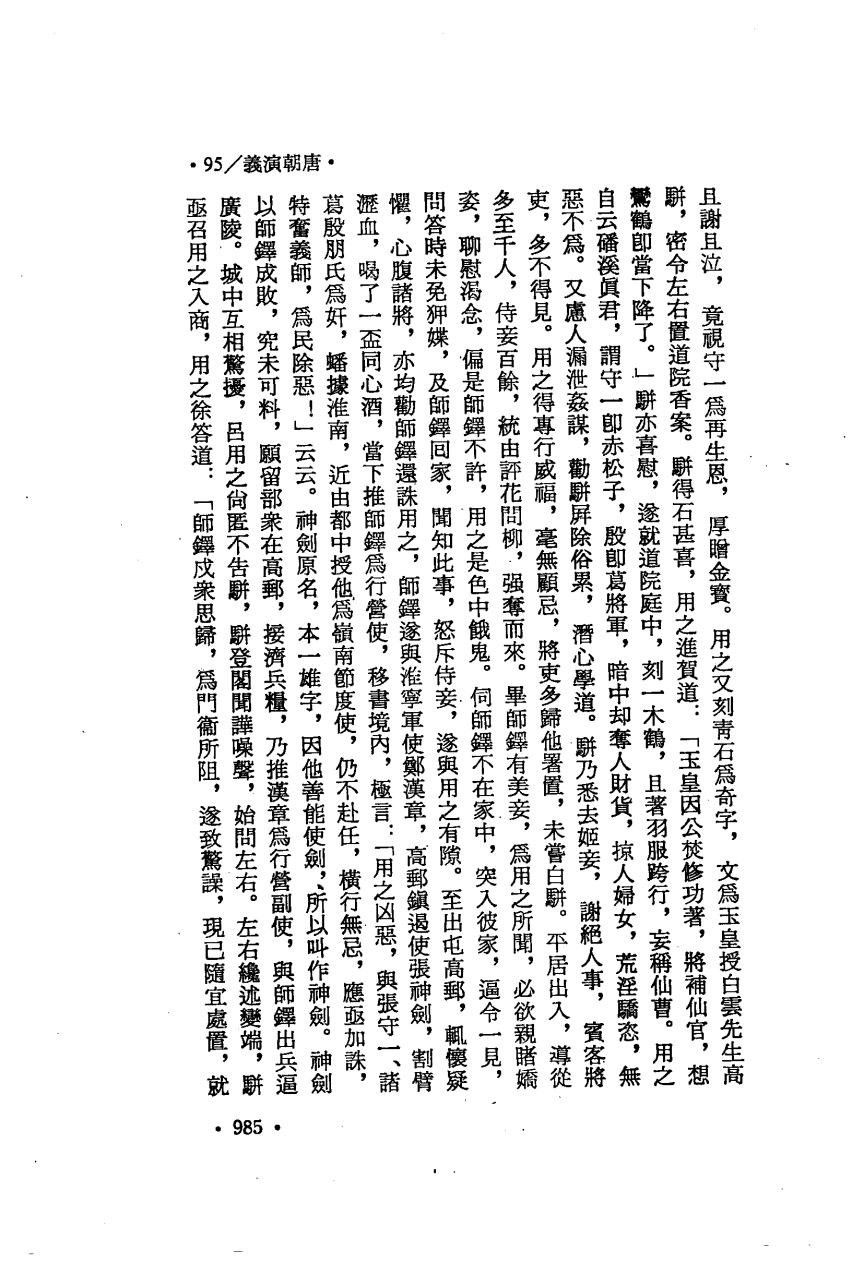 •95/義演朝唐•
且謝且泣，竟視守一爲再生恩，厚贈金寶。用之又刻靑石爲奇字，文爲玉皇授白雲先生高
駢，密令左右置道院香案。駢得石甚喜，用之進賀道：「玉皇因公焚修功著，將補仙官，想
鸞鶴卽當下降了。」駢亦喜慰，遂就道院庭中，刻一木鶴，且著羽服跨行，妄稱仙曹。用之
自云磻溪眞君，謂守一卽赤松子，殷卽葛將軍，暗中却奪人財貨，掠人婦女，荒淫驕恣，無
惡不爲。又慮人漏泄姦謀，勸駢屏除俗累，潛心學道。駢乃悉去姬妾，謝絕人事，賓客將
吏，多不得見。用之得專行威福，毫無顧忌，將吏多歸他署置，未嘗白駢。平居出入，導從
多至千人，侍妾百餘，統由評花問柳，强奪而來。畢師鐸有美妾，爲用之所聞，必欲親睹嬌
姿，聊慰渴念，偏是師鐸不許，用之是色中餓鬼。伺師鐸不在家中，突入彼家，逼令一見，
問答時未免狎媟，及師鐸回家，聞知此事，怒斥侍妾，遂與用之有隙。至出屯高郵，輒懷疑
懼，心腹諸將，亦均勸師鐸還誅用之，師鐸遂與淮寧軍使鄭漢章，高郵鎭遏使張神劍，割臂
瀝血，喝了一盃同心酒，當下推師鐸爲行營使，移書境內，極言：「用之凶惡，與張守一、諸
葛殷朋氏爲奸，蟠據淮南，近由都中授他爲嶺南節度使，仍不赴任，橫行無忌，應亟加誅，
特奮義師，爲民除惡！」云云。神劍原名，本一雄字，因他善能使劍，所以叫作神劍。神劍
以師鐸成敗，究未可料，願留部衆在高郵，接濟兵糧，乃推漢章爲行營副使，與師鐸出兵逼
廣陵。城中互相驚擾，呂用之尙匿不告駢，駢登閣聞譁噪聲，始問左右。左右纔述變端，駢
亟召用之入商，用之徐答道：「師鐸戍衆思歸，爲門衞所阻，遂致驚譟，現已隨宜處置，就
•985•